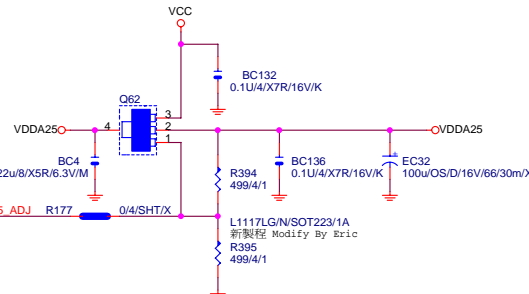 VCC
BC132
0.1U/4/X7R/16V/K
Q62
3
VDDA25
4
2
VDDA25
1
BC4
22u/8/X5R/6.3V/M
R394
499/4/1
BC136
0.1U/4/X7R/16V/K
EC32
100u/OS/D/16V/66/30m/X
5_ADJ
R177
0/4/SHT/X
L1117LG/N/SOT223/1A
新製程 Modify By Eric
R395
499/4/1